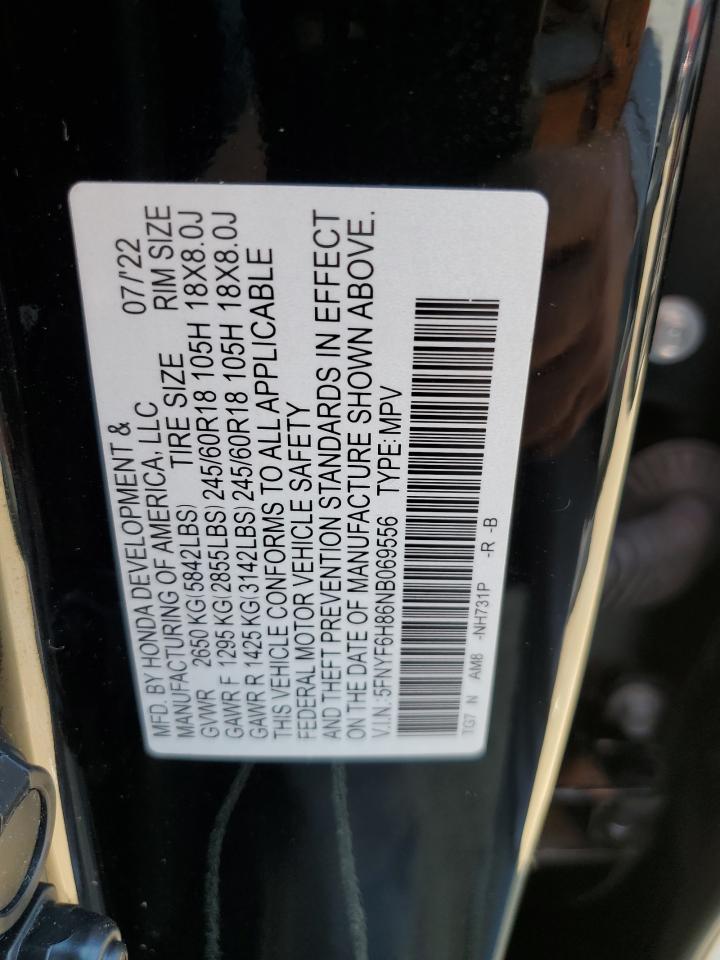 MFD. BY HONDA DEVELOPMENT &
MANUFACTURING OF AMERICA, LLC 07/'22
GVWR 2650 KG(5842LBS) TIRE SIZE RIM SIZE
GAWR F 1295 KG(2855LBS) 245/60R18 105H 18X8.0J
GAWR R 1425 KG(3142LBS) 245/60R18 105H 18X8.0J
THIS VEHICLE CONFORMS TO ALL APPLICABLE
FEDERAL MOTOR VEHICLE SAFETY
AND THEFT PREVENTION STANDARDS IN EFFECT
ON THE DATE OF MANUFACTURE SHOWN ABOVE.
V.I.N.: 5FNYF6H86NB069556 TYPE: MPV
TG7 N AM8 -NH731P -R -B